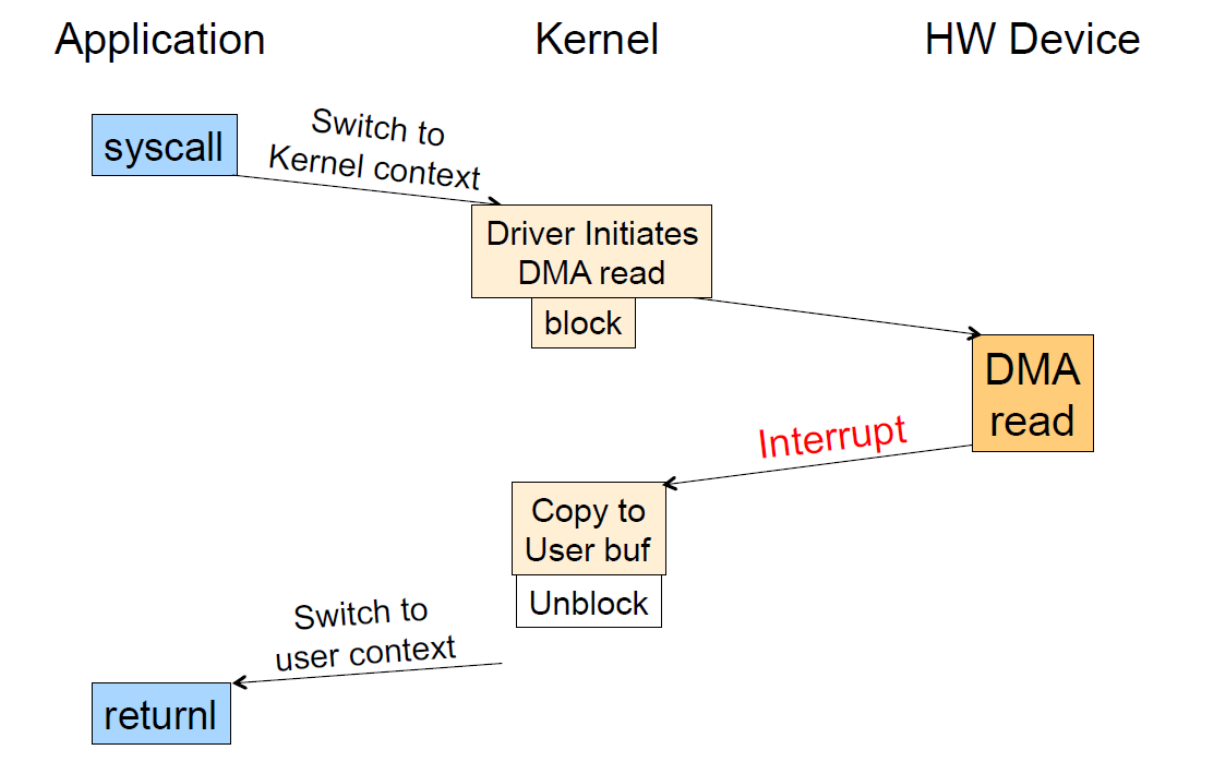 Application
Kernel
HW Device
syscall
Switch to
Kernel context
Driver Initiates
DMA read
block
DMA
read
Interrupt
Copy to
User buf
Unblock
Switch to
user context
returnl